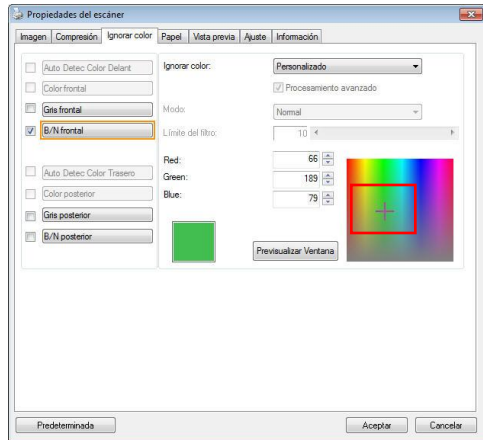 Propiedades del escáner
Imagen Compresión Ignorar color Papel Vista previa Ajuste Información
Auto Detec Color Delant
Color frontal
Gris frontal
B/N frontal
Auto Detec Color Trasero
Color posterior
Gris posterior
B/N posterior
Ignorar color: Personalizado
Procesamiento avanzado
Modo: Normal
Límite del filtro: 10
Red: 66
Green: 189
Blue: 79
Previsualizar Ventana
Predeterminada Aceptar Cancelar